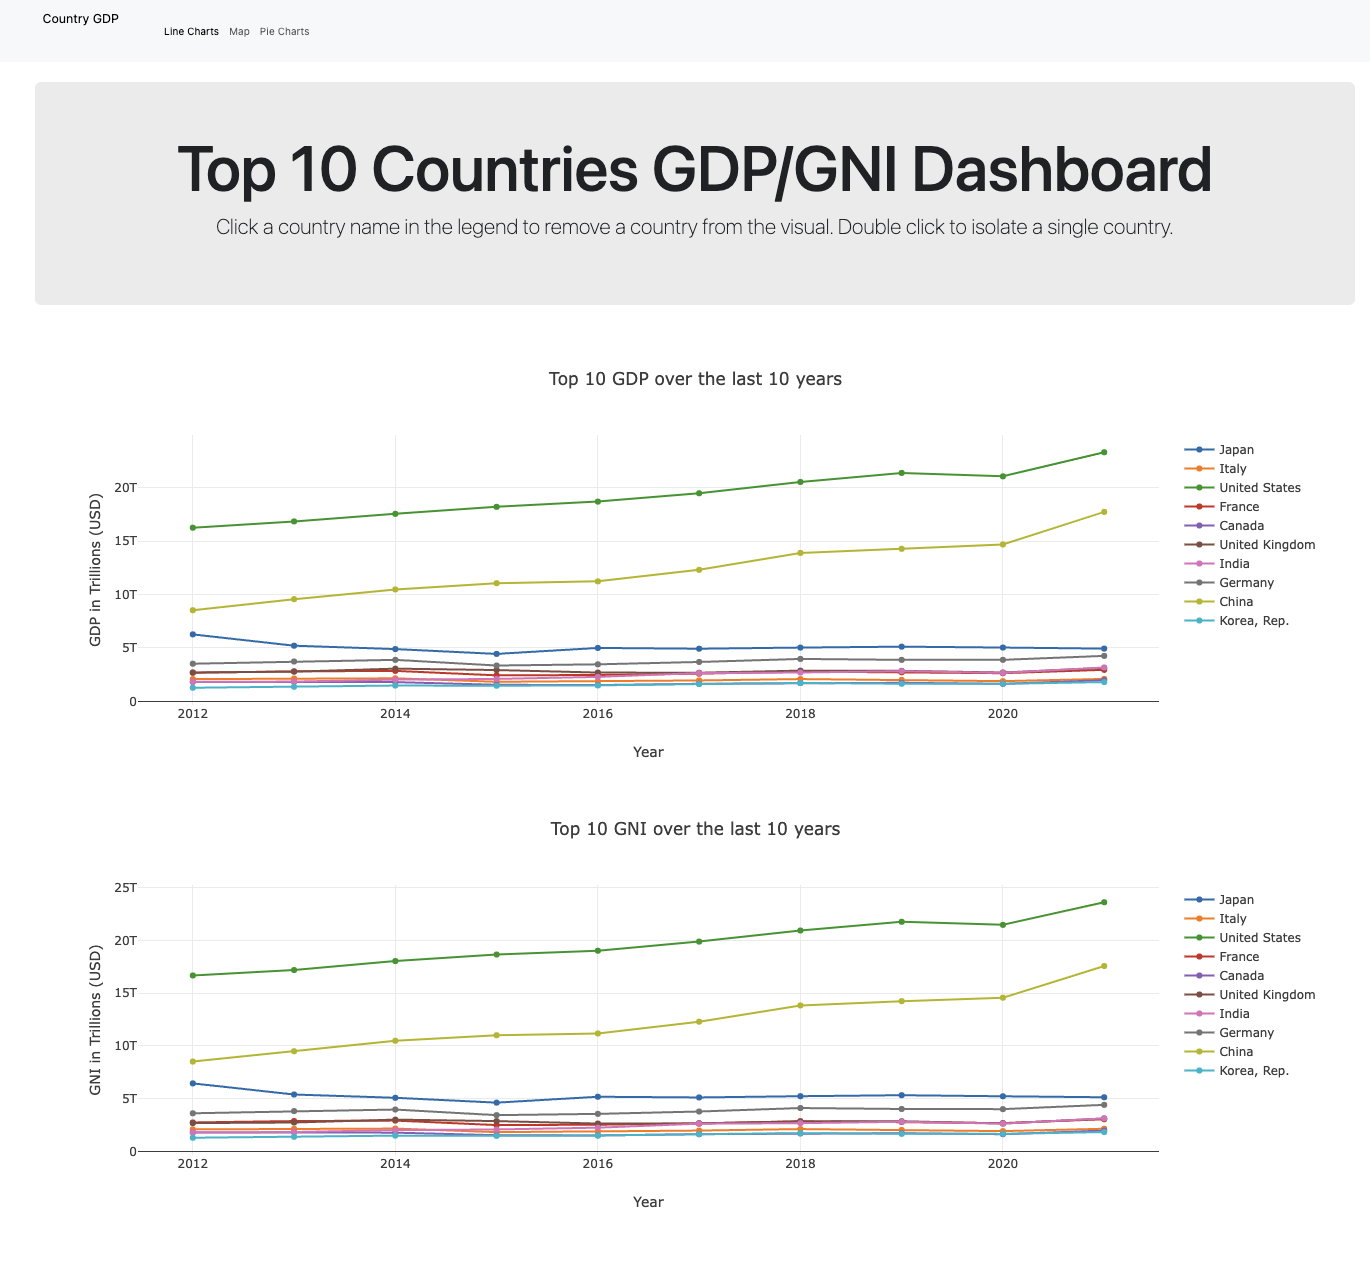 Country GDP
Line Charts Map Pie Charts
Top 10 Countries GDP/GNI Dashboard
Click a country name in the legend to remove a country from the visual. Double click to isolate a single country.
Top 10 GDP over the last 10 years
GDP in Trillions (USD)
20T
15T
10T
5T
0
2012 2014 2016 2018 2020
Year
Japan
Italy
United States
France
Canada
United Kingdom
India
Germany
China
Korea, Rep.
Top 10 GNI over the last 10 years
GNI in Trillions (USD)
25T
20T
15T
10T
5T
0
2012 2014 2016 2018 2020
Year
Japan
Italy
United States
France
Canada
United Kingdom
India
Germany
China
Korea, Rep.